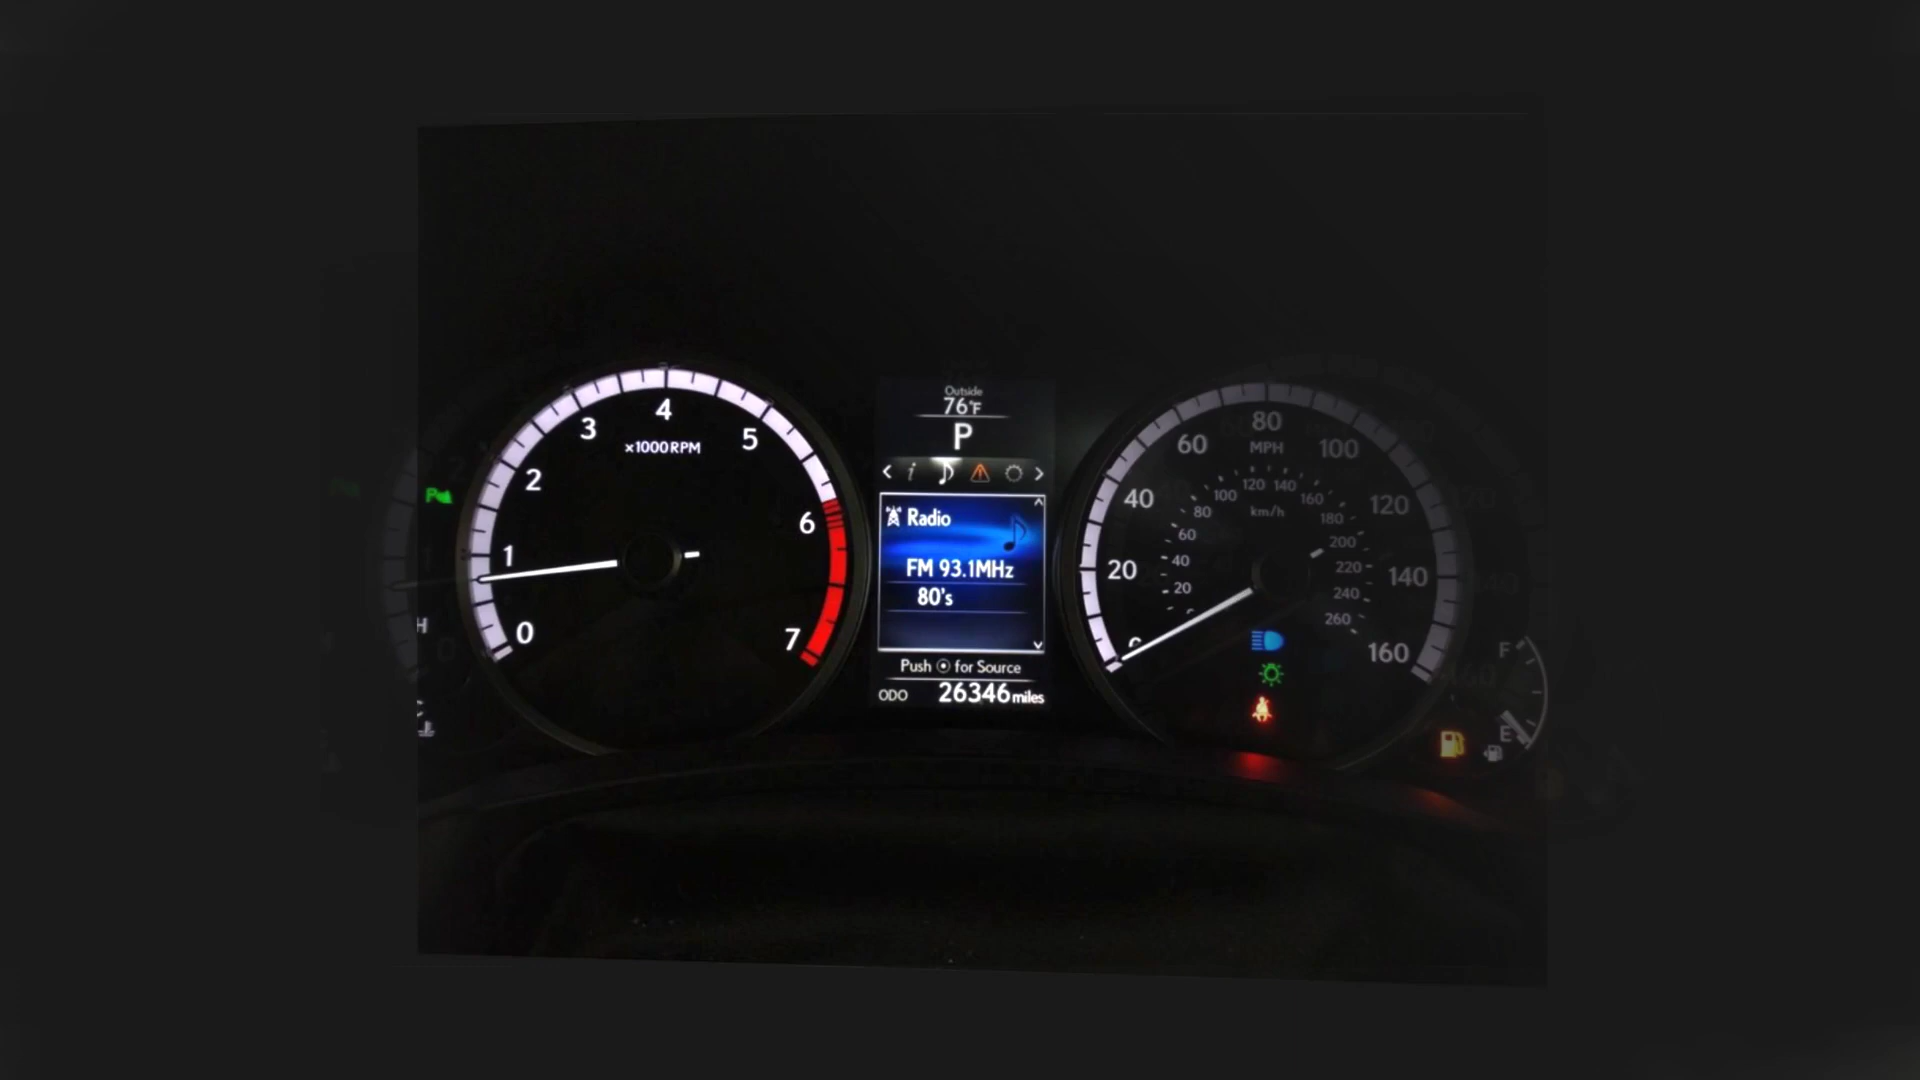 Outside
76°F
P
i
Radio
FM 93.1MHz
80's
Push for Source
ODO 26346 miles
0
1
2
3
4
5
6
7
x1000RPM
20
40
60
80
100
120
140
160
MPH
20
40
60
80
100
120
140
160
180
200
220
240
260
km/h
P
H
F
E